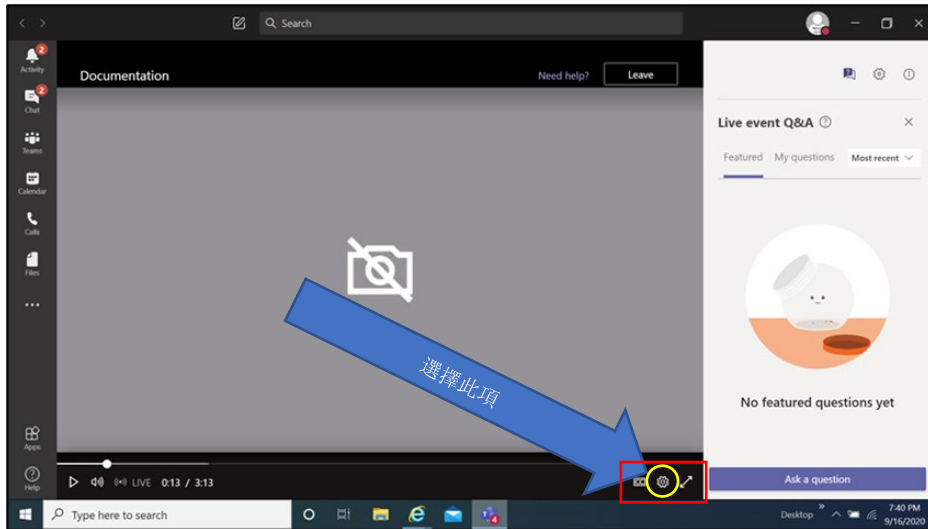 Search
2
Activity
2
Chat
Teams
Calendar
Calls
Files
Apps
Help
Documentation
Need help?
Leave
選擇此項
LIVE 0:13 / 3:13
Live event Q&A
Featured
My questions
Most recent
No featured questions yet
Ask a question
Type here to search
Desktop
7:40 PM
9/16/2020